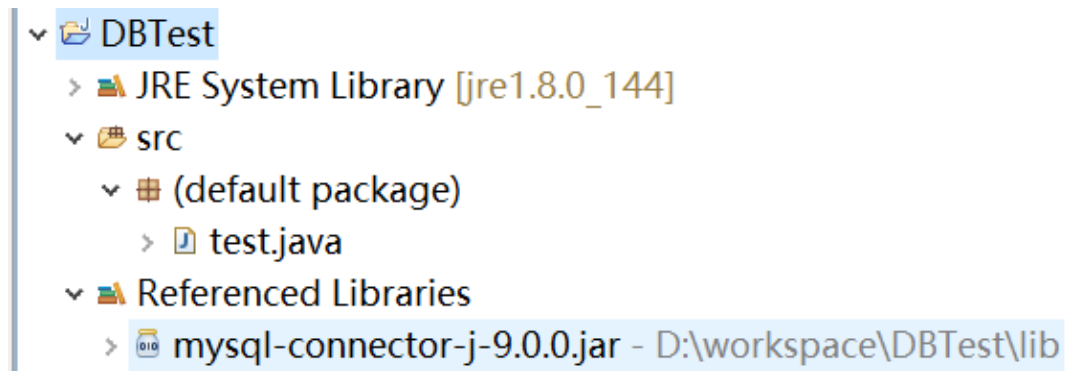 DBTest
JRE System Library [jre1.8.0_144]
src
(default package)
test.java
Referenced Libraries
mysql-connector-j-9.0.0.jar - D:\workspace\DBTest\lib